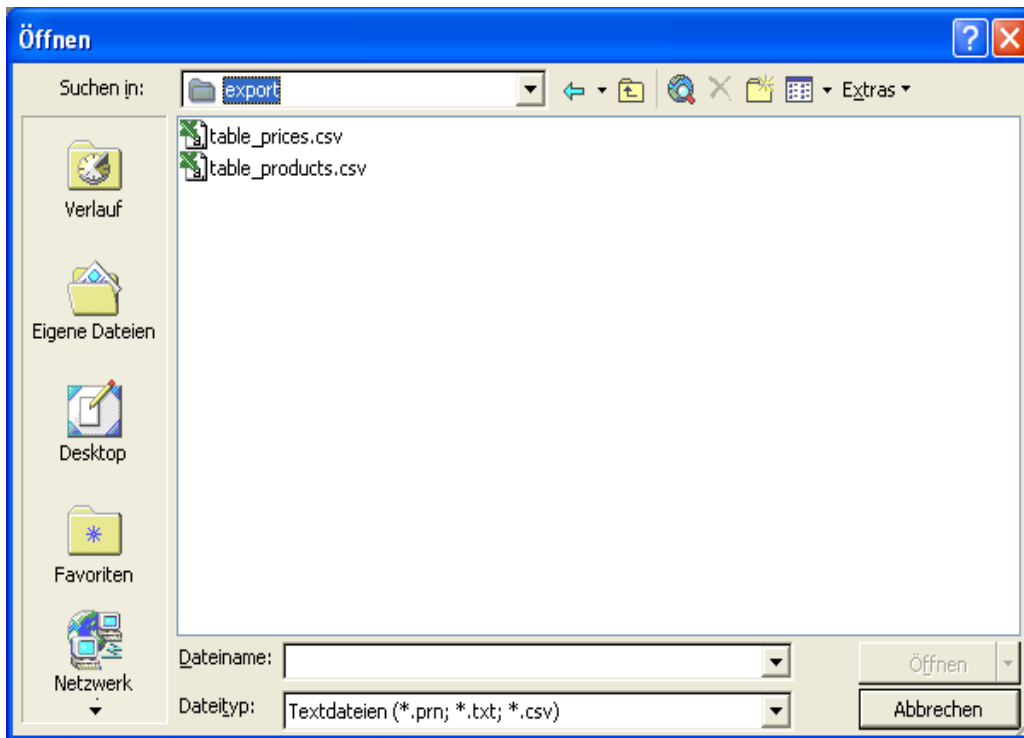 Öffnen
Suchen in: export Extras
table_prices.csv
table_products.csv
Verlauf
Eigene Dateien
Desktop
Favoriten
Netzwerk
Dateiname: Öffnen
Dateityp: Textdateien (*.prn; *.txt; *.csv) Abbrechen